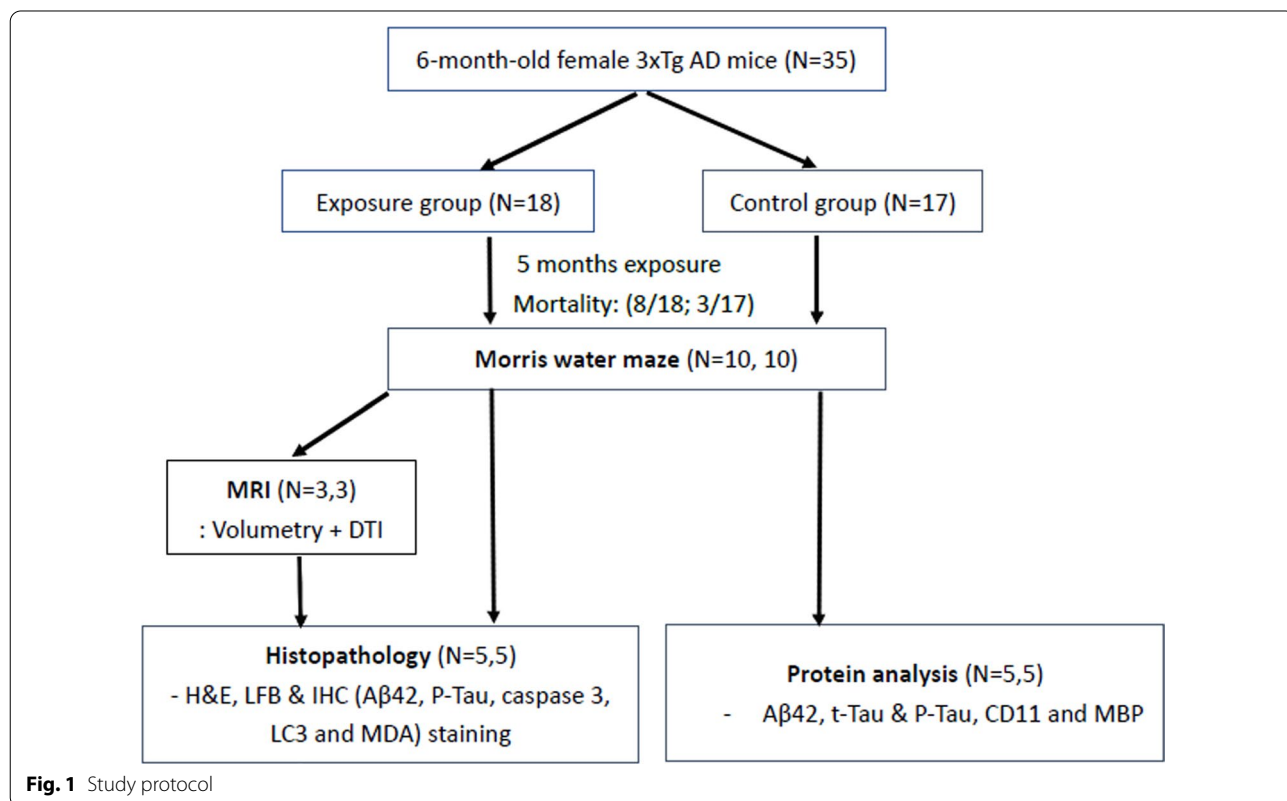 6-month-old female 3xTg AD mice (N=35)
Exposure group (N=18)
Control group (N=17)
5 months exposure
Mortality: (8/18; 3/17)
Morris water maze (N=10, 10)
MRI (N=3,3)
: Volumetry + DTI
Histopathology (N=5,5)
- H&E, LFB & IHC (Aβ42, P-Tau, caspase 3,
LC3 and MDA) staining
Protein analysis (N=5,5)
- Aβ42, t-Tau & P-Tau, CD11 and MBP
Fig. 1 Study protocol